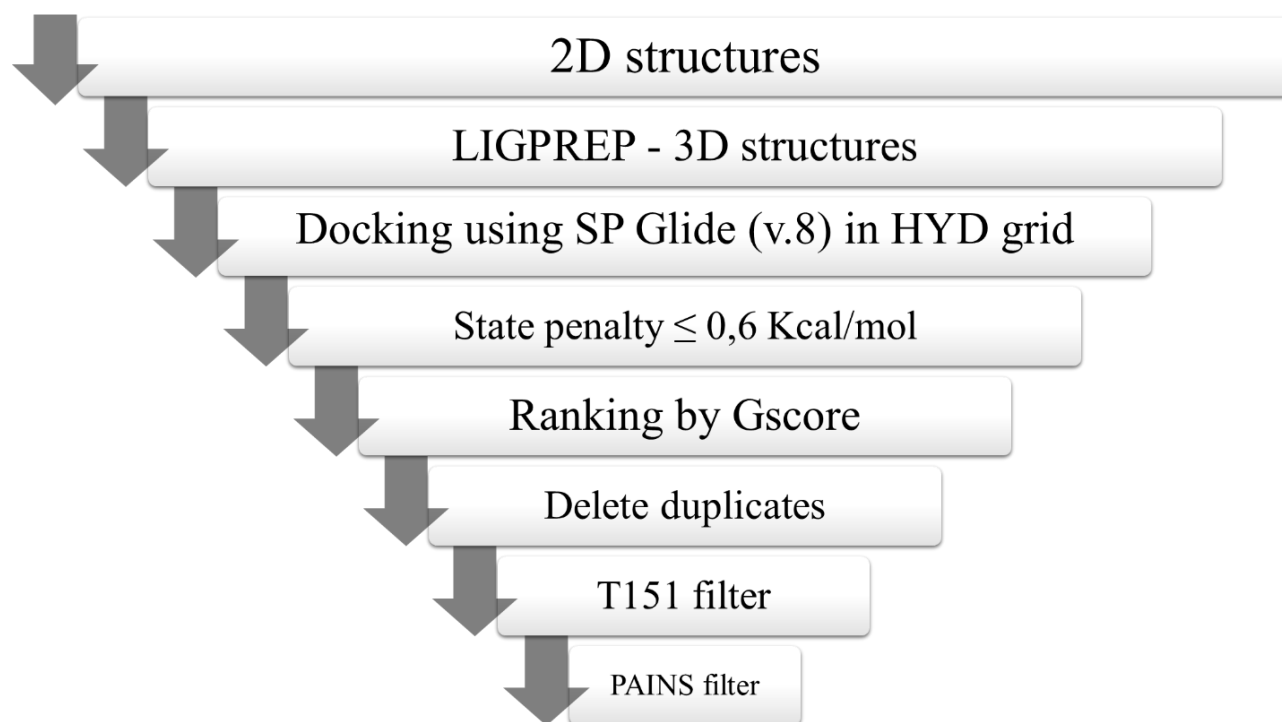 2D structures
LIGPREP - 3D structures
Docking using SP Glide (v.8) in HYD grid
State penalty ≤ 0,6 Kcal/mol
Ranking by Gscore
Delete duplicates
T151 filter
PAINS filter